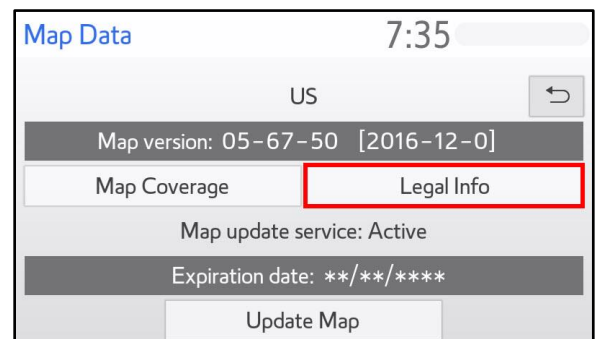 Map Data 7:35
US
Map version: 05-67-50 [2016-12-0]
Map Coverage Legal Info
Map update service: Active
Expiration date: **/**/****
Update Map